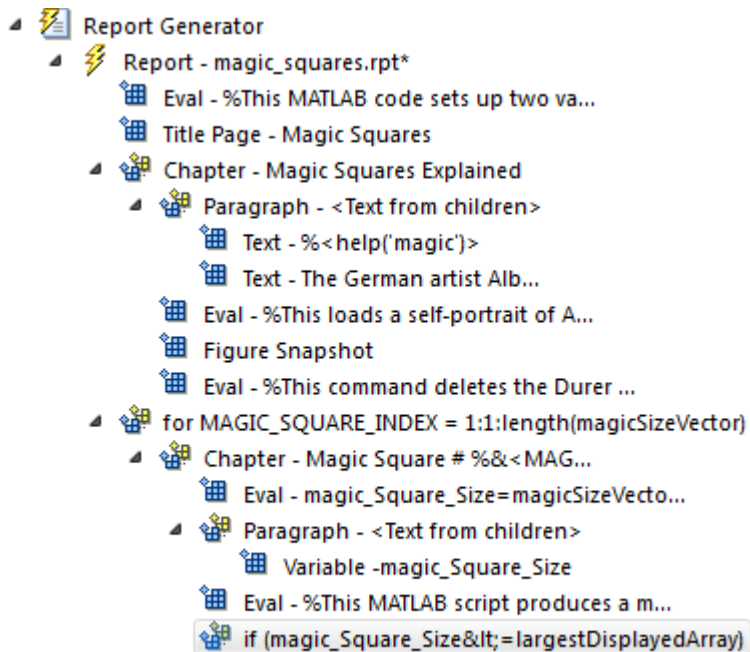 Report Generator
Report - magic_squares.rpt*
Eval - %This MATLAB code sets up two va...
Title Page - Magic Squares
Chapter - Magic Squares Explained
Paragraph - <Text from children>
Text - %<help('magic')>
Text - The German artist Alb...
Eval - %This loads a self-portrait of A...
Figure Snapshot
Eval - %This command deletes the Durer ...
for MAGIC_SQUARE_INDEX = 1:1:length(magicSizeVector)
Chapter - Magic Square # %&<MAG...
Eval - magic_Square_Size=magicSizeVecto...
Paragraph - <Text from children>
Variable -magic_Square_Size
Eval - %This MATLAB script produces a m...
if (magic_Square_Size&lt;=largestDisplayedArray)